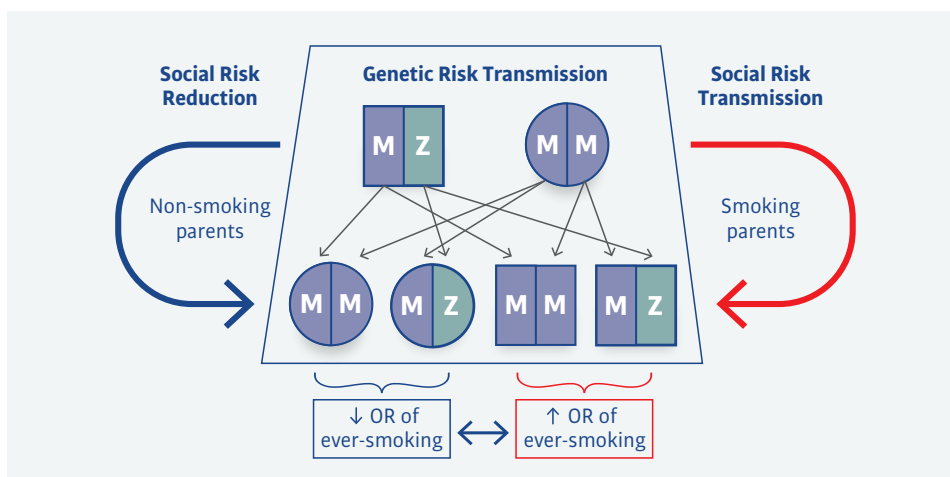 Social Risk
Reduction
Genetic Risk Transmission
Social Risk
Transmission
M Z
M M
Non-smoking
parents
Smoking
parents
M M
M Z
M M
M Z
↓ OR of
ever-smoking
↑ OR of
ever-smoking